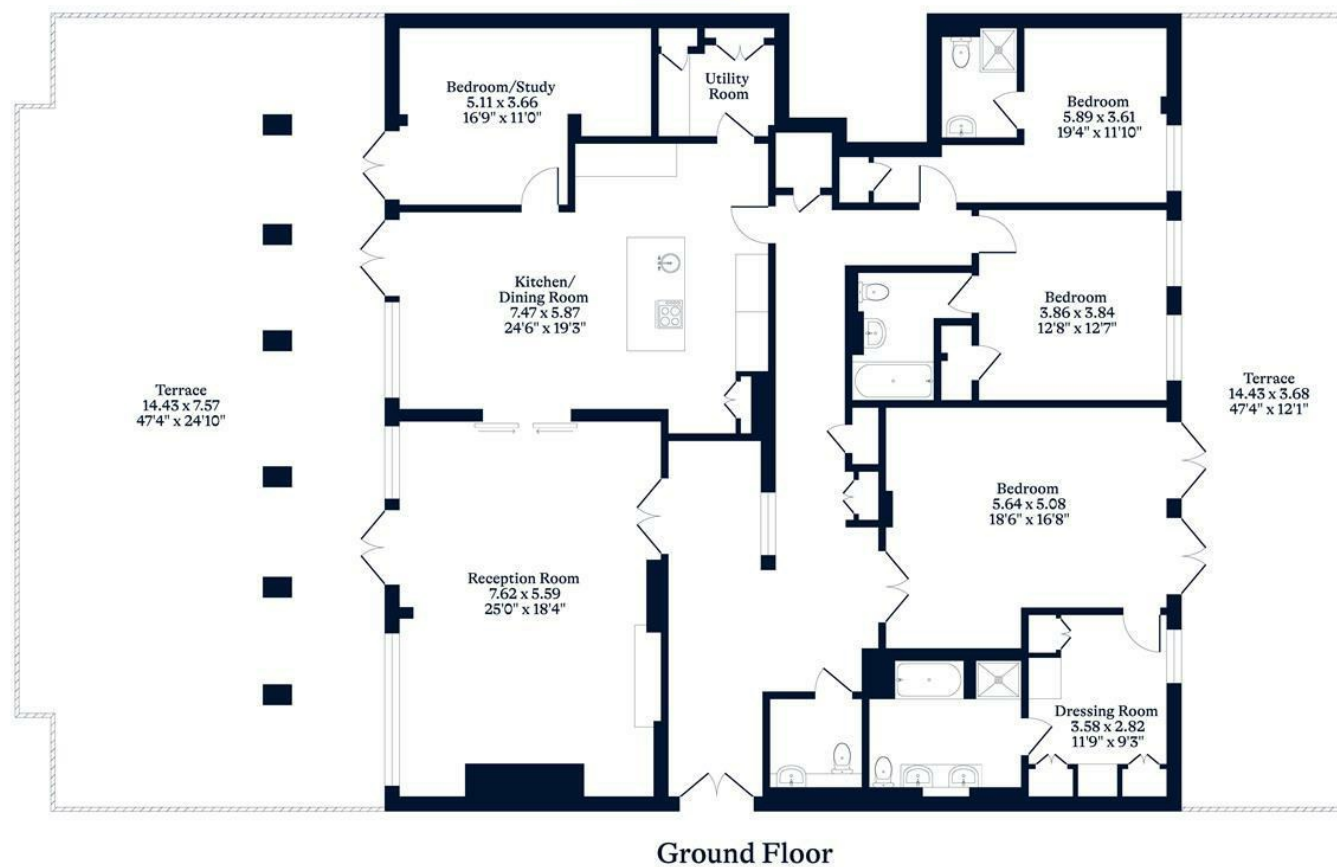 Bedroom/Study
5.11 x 3.66
16'9" x 11'0"
Utility
Room
Bedroom
5.89 x 3.61
19'4" x 11'10"
Kitchen/
Dining Room
7.47 x 5.87
24'6" x 19'3"
Bedroom
3.86 x 3.84
12'8" x 12'7"
Terrace
14.43 x 7.57
47'4" x 24'10"
Terrace
14.43 x 3.68
47'4" x 12'1"
Bedroom
5.64 x 5.08
18'6" x 16'8"
Reception Room
7.62 x 5.59
25'0" x 18'4"
Dressing Room
3.58 x 2.82
11'9" x 9'3"
Ground Floor